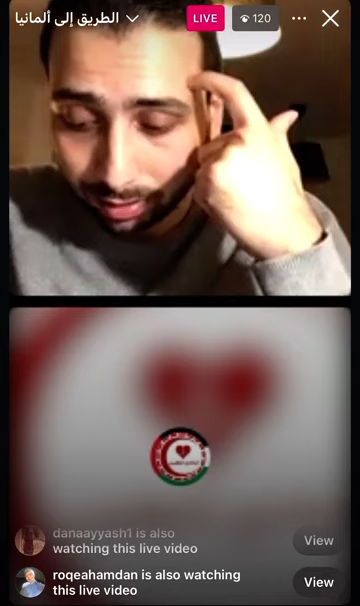 الطريق إلى ألمانيا
LIVE
120
danaayyash1 is also
watching this live video
View
roqeahamdan is also watching
this live video
View